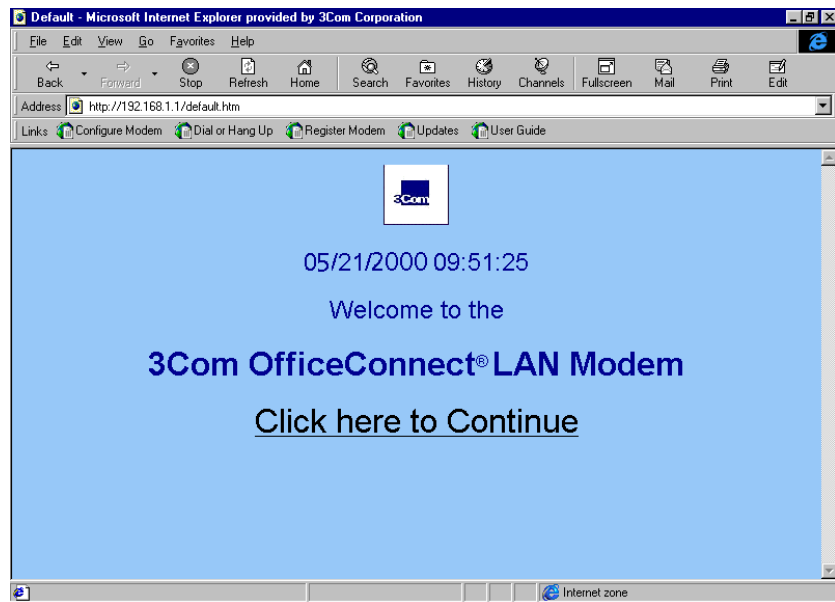 Default - Microsoft Internet Explorer provided by 3Com Corporation
File Edit View Go Favorites Help
Back Forward Stop Refresh Home Search Favorites History Channels Fullscreen Mail Print Edit
Address http://192.168.1.1/default.htm
Links Configure Modem Dial or Hang Up Register Modem Updates User Guide
3Com
05/21/2000 09:51:25
Welcome to the
3Com OfficeConnect® LAN Modem
Click here to Continue
Internet zone